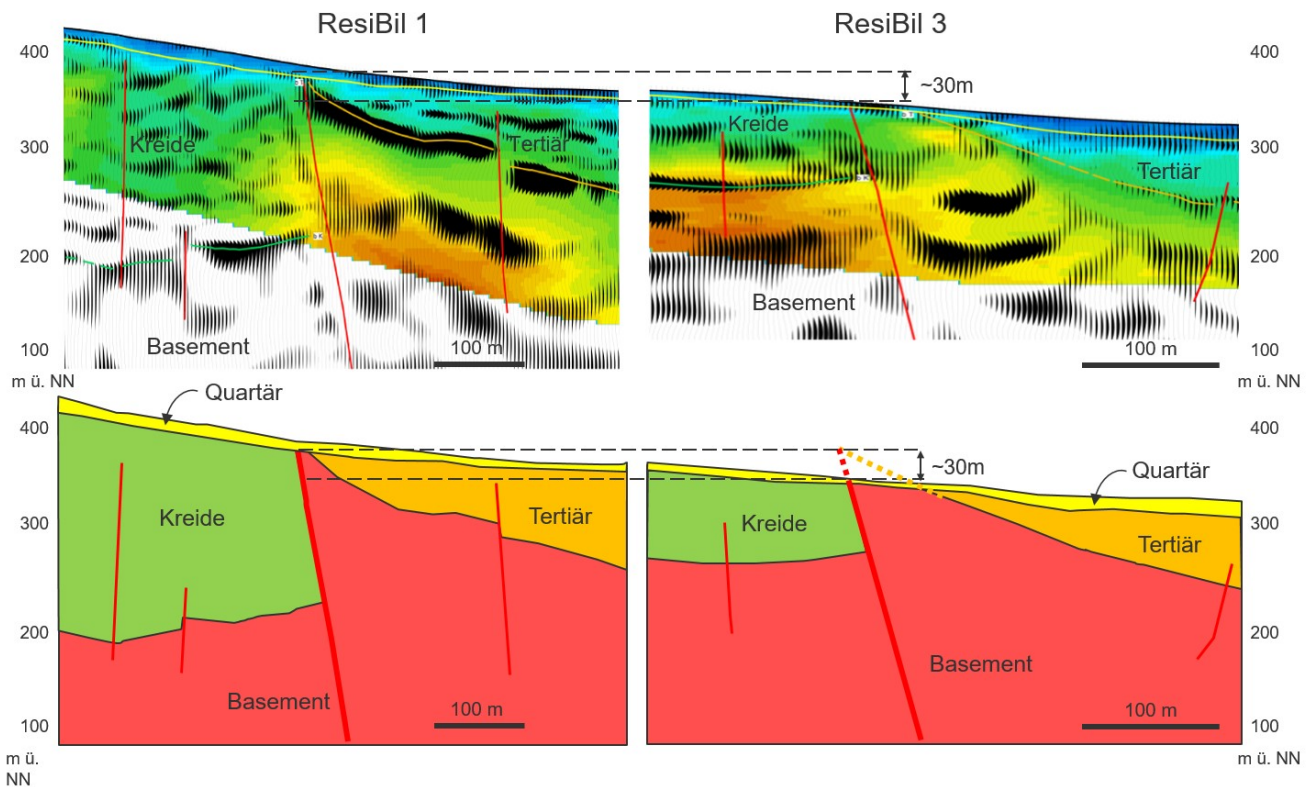 ResiBil 1
ResiBil 3
400
400
~30m
Kreide
Tertiär
Kreide
Tertiär
300
300
200
200
Basement
Basement
100
100 m
100 m
100
m ü. NN
m ü. NN
Quartär
400
400
~30m
Quartär
Kreide
Tertiär
Kreide
Tertiär
300
300
200
200
Basement
Basement
100 m
100 m
100
100
m ü.
NN
m ü. NN